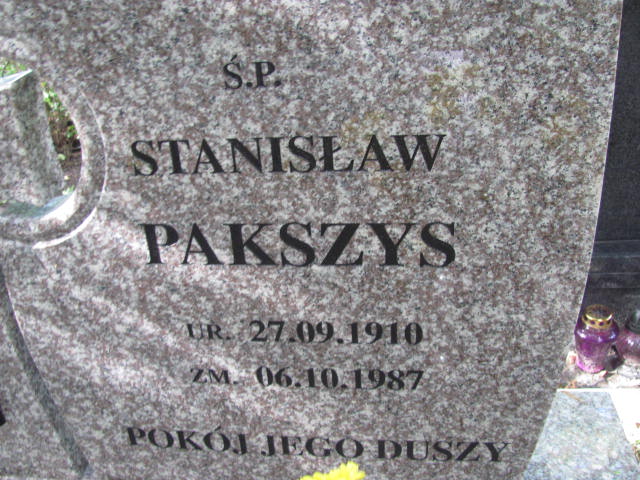 Ś.P.
STANISŁAW
PAKSZYS
UR. 27.09.1910
ZM. 06.10.1987
POKÓJ JEGO DUSZY